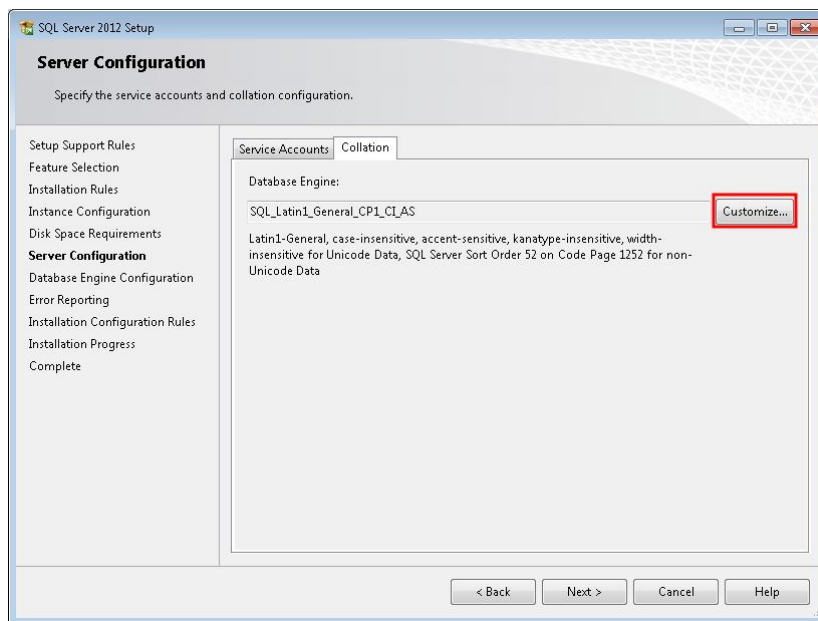 SQL Server 2012 Setup
Server Configuration
Specify the service accounts and collation configuration.
Setup Support Rules
Feature Selection
Installation Rules
Instance Configuration
Disk Space Requirements
Server Configuration
Database Engine Configuration
Error Reporting
Installation Configuration Rules
Installation Progress
Complete
Service Accounts Collation
Database Engine:
SQL_Latin1_General_CP1_CI_AS
Customize...
Latin1-General, case-insensitive, accent-sensitive, kanatype-insensitive, width-
insensitive for Unicode Data, SQL Server Sort Order 52 on Code Page 1252 for non-
Unicode Data
< Back Next > Cancel Help